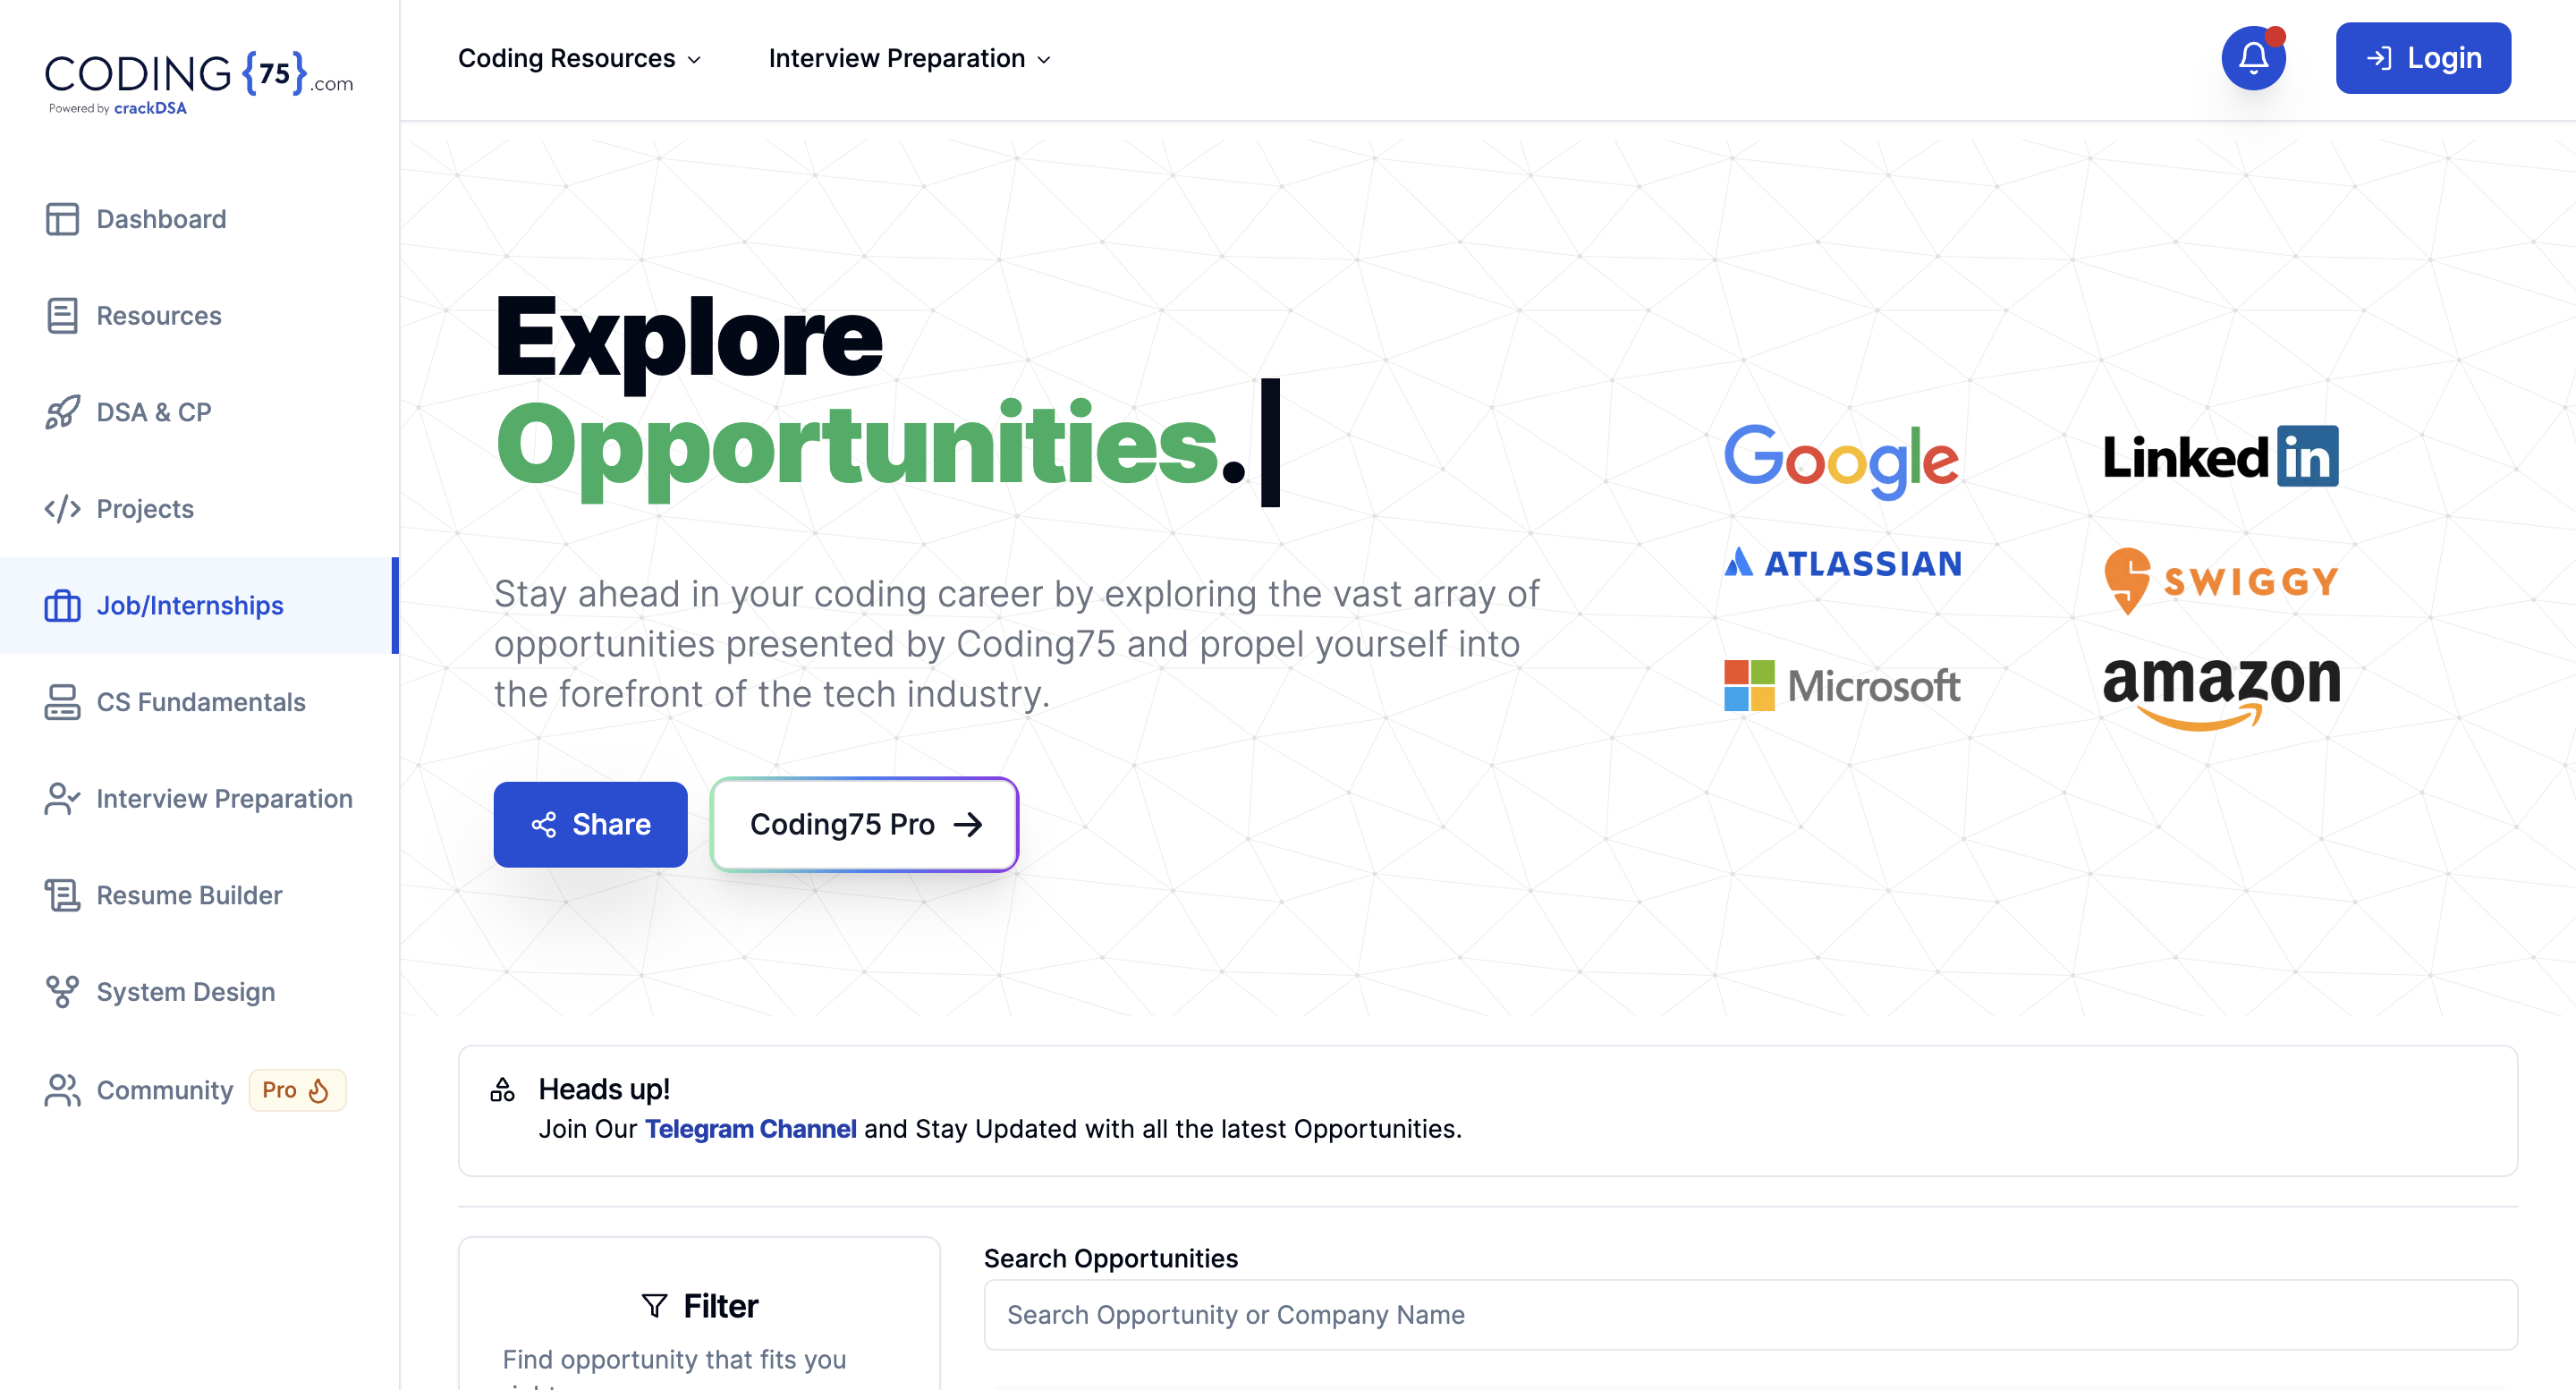 CODING {75} .com
Powered by crackDSA
Dashboard
Resources
DSA & CP
Projects
Job/Internships
CS Fundamentals
Interview Preparation
Resume Builder
System Design
Community Pro
Coding Resources
Interview Preparation
Login
Explore
Opportunities.
Stay ahead in your coding career by exploring the vast array of
opportunities presented by Coding75 and propel yourself into
the forefront of the tech industry.
Share
Coding75 Pro
Google
Linked in
ATLASSIAN
SWIGGY
Microsoft
amazon
Heads up!
Join Our Telegram Channel and Stay Updated with all the latest Opportunities.
Filter
Find opportunity that fits you
Search Opportunities
Search Opportunity or Company Name